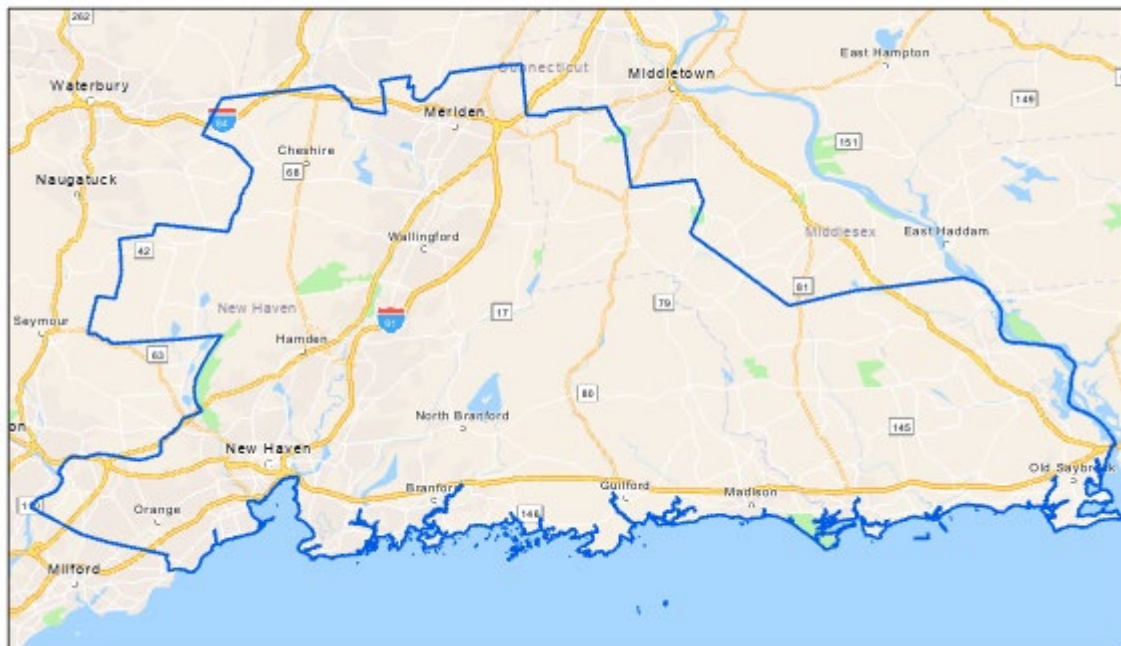 262
Waterbury
84
Connecticut
Middletown
East Hampton
149
Meriden
Cheshire
68
151
Naugatuck
Wallingford
Middlesex
East Haddam
42
New Haven
91
17
79
81
Seymour
63
Hamden
80
North Branford
145
on
New Haven
Old Saybrook
Branford
Guilford
Madison
Orange
146
Milford